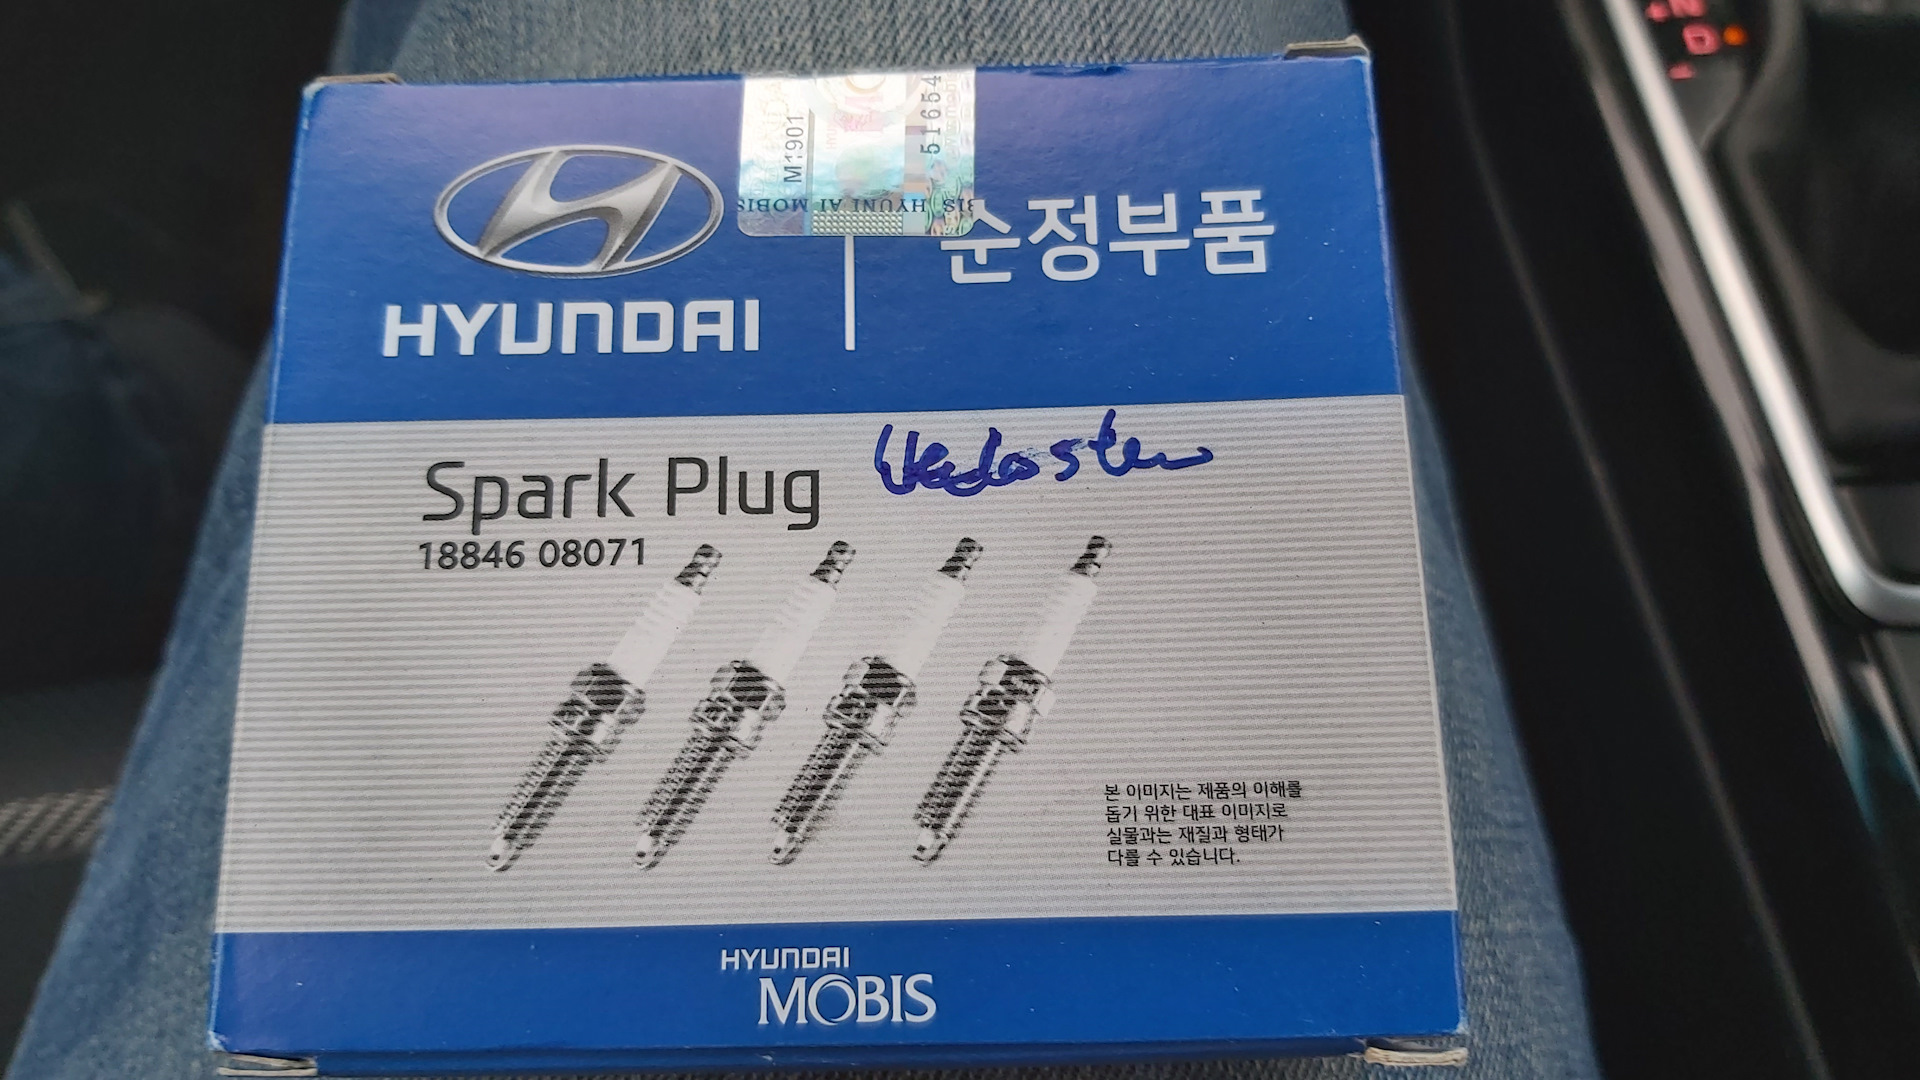 M1901
51654
HYUNDAI
순정부품
Spark Plug
18846 08071
본 이미지는 제품의 이해를
돕기 위한 대표 이미지로
실물과는 재질과 형태가
다를 수 있습니다.
HYUNDAI
MOBIS